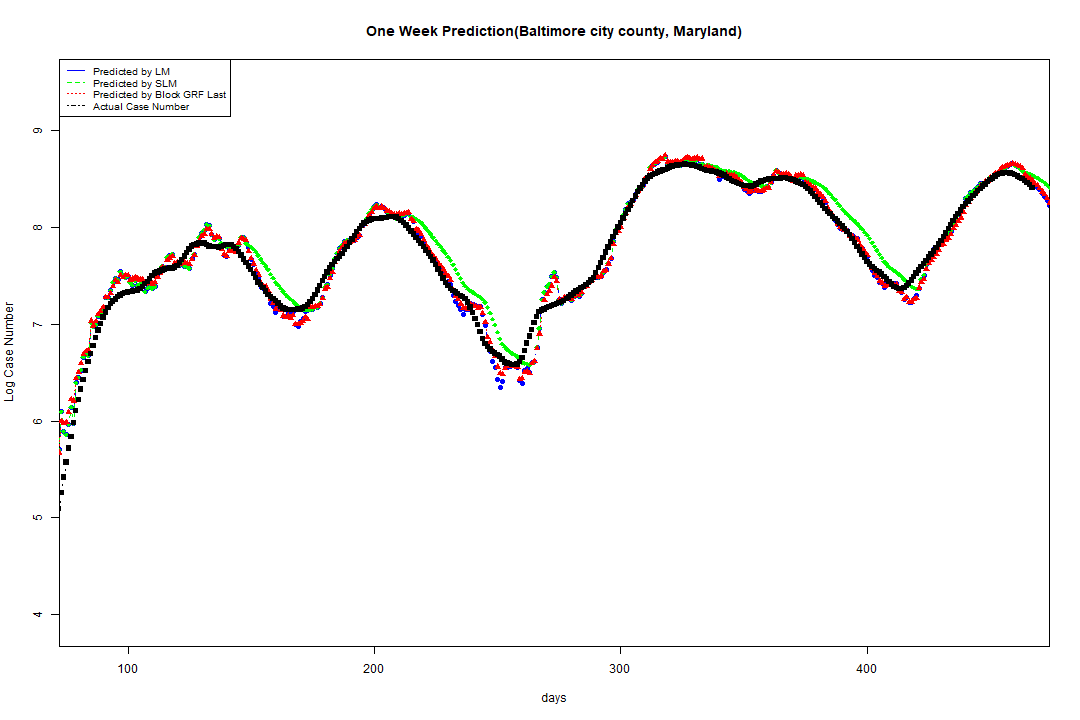 One Week Prediction(Baltimore city county, Maryland)
Predicted by LM
Predicted by SLM
Predicted by Block GRF Last
Actual Case Number
9
8
7
6
5
4
Log Case Number
100 200 300 400
days